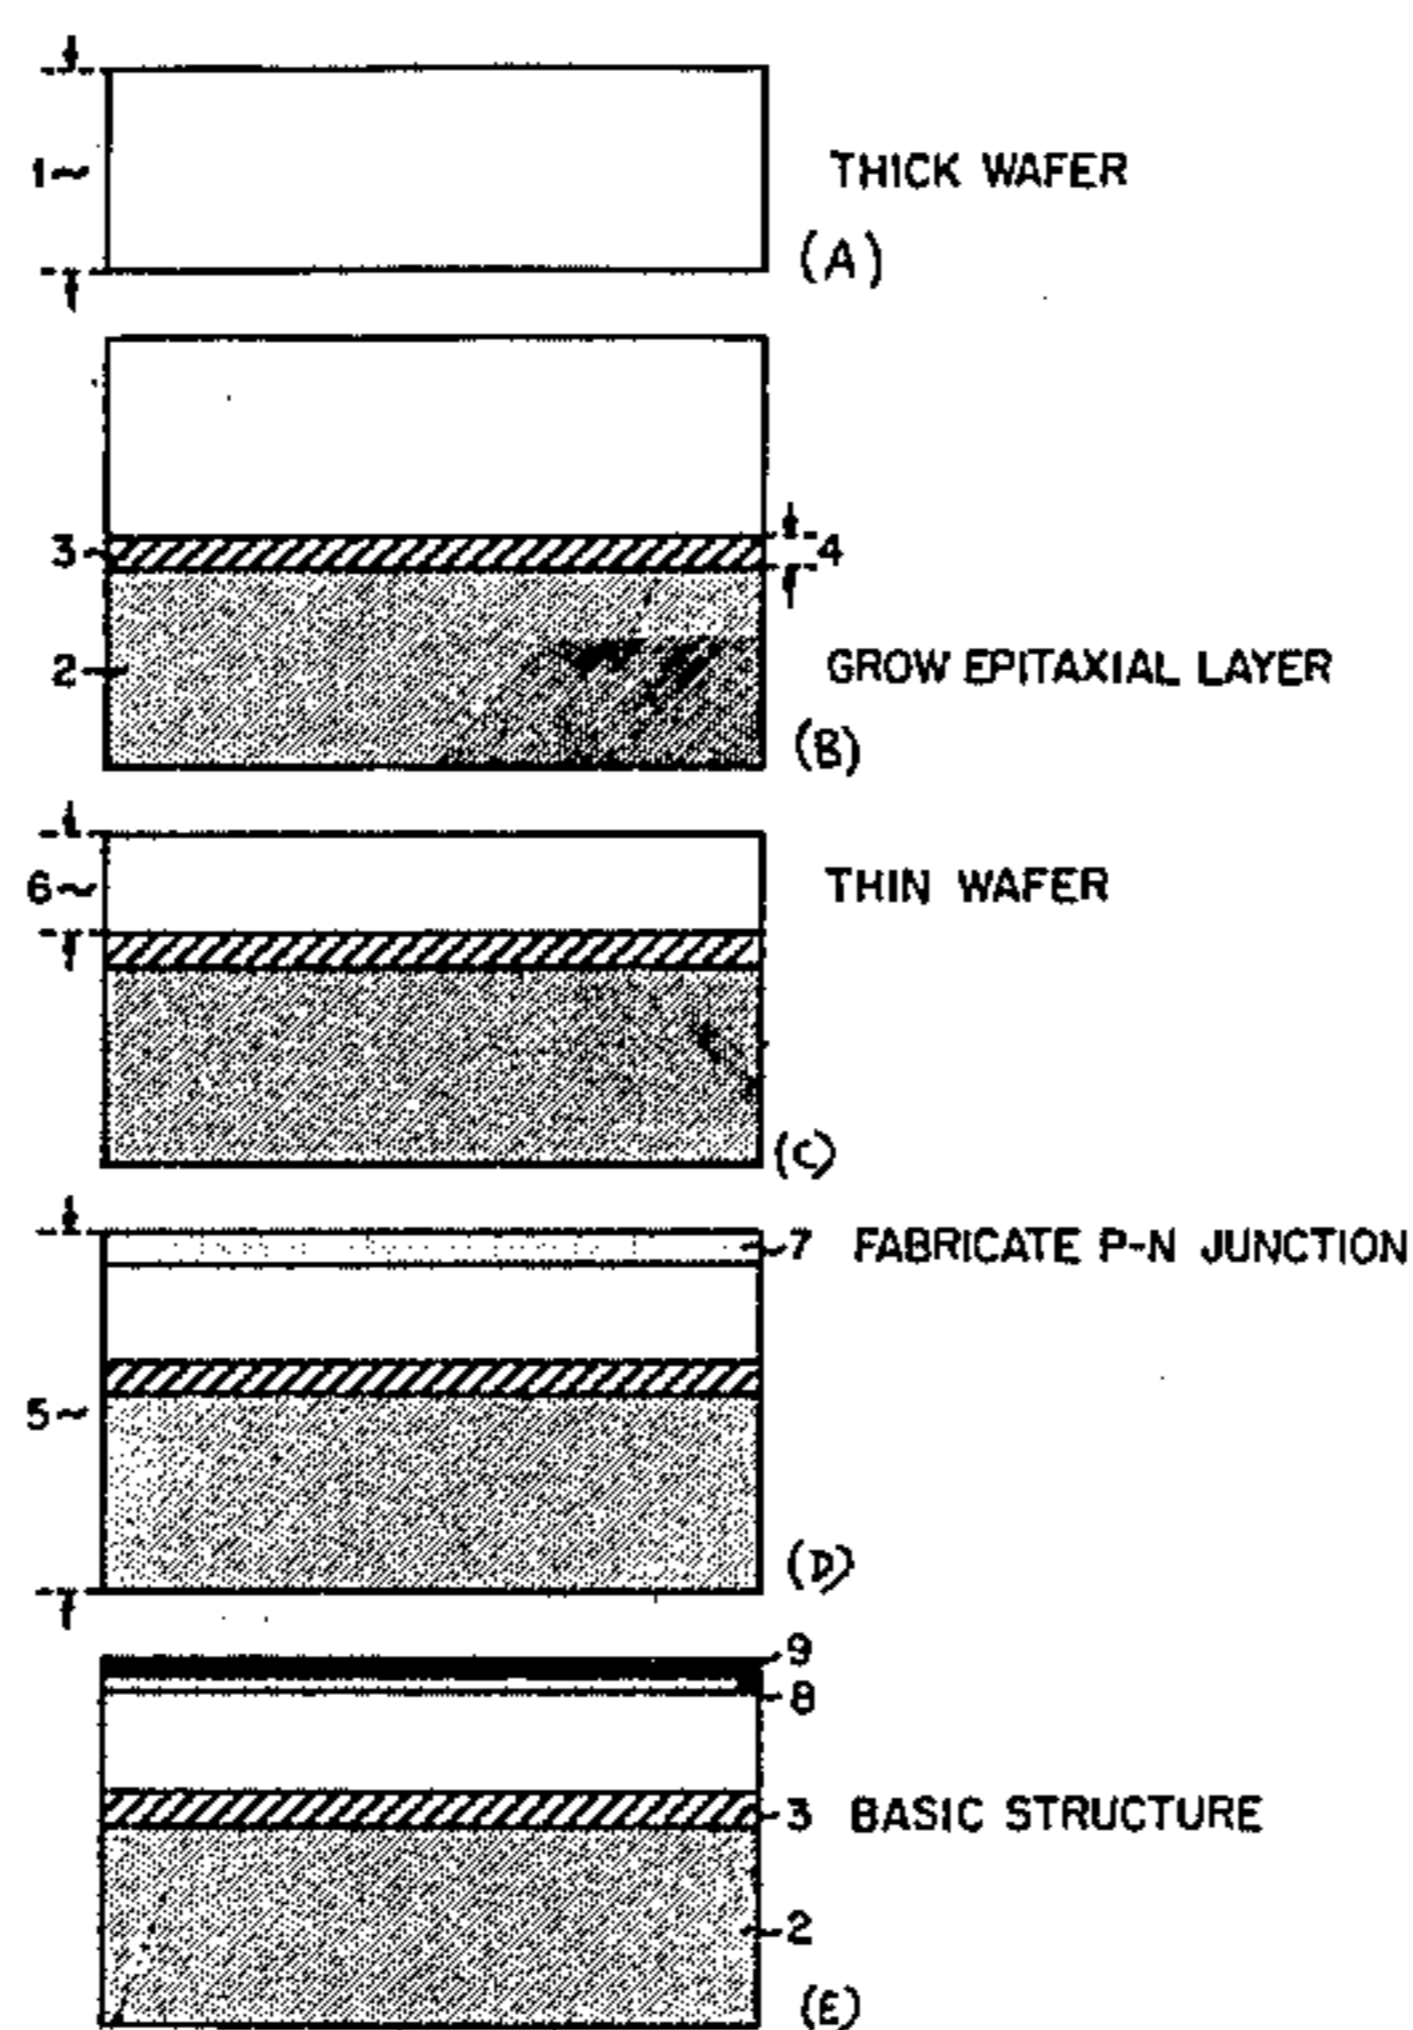 1
THICK WAFER
(A)
3
4
2
GROW EPITAXIAL LAYER
(B)
6
THIN WAFER
(C)
7 FABRICATE P-N JUNCTION
5
(D)
9
8
3 BASIC STRUCTURE
2
(E)